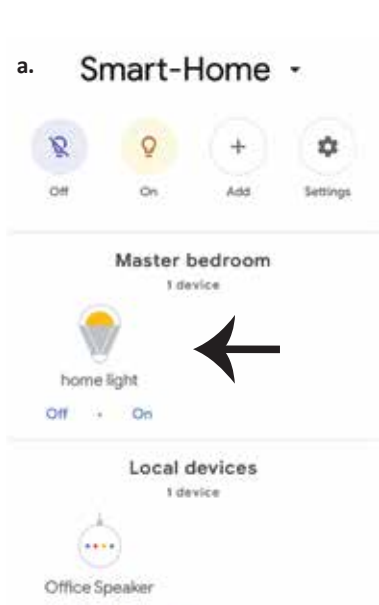 a. Smart-Home
Off On Add Settings
Master bedroom
1 device
home light
Off · On
Local devices
1 device
Office Speaker